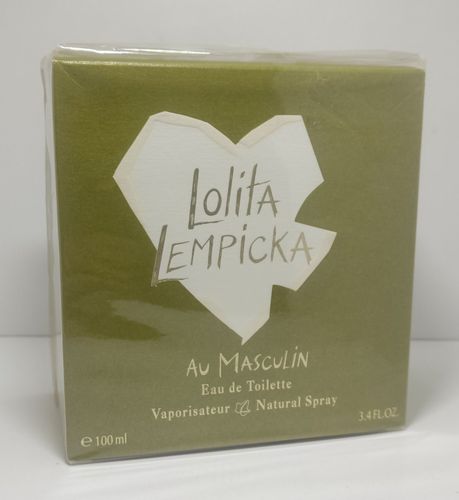 Lolita
LEMPICKA
AU MASCULIN
Eau de Toilette
Vaporisateur Natural Spray
℮ 100 ml 3.4 FL.OZ.